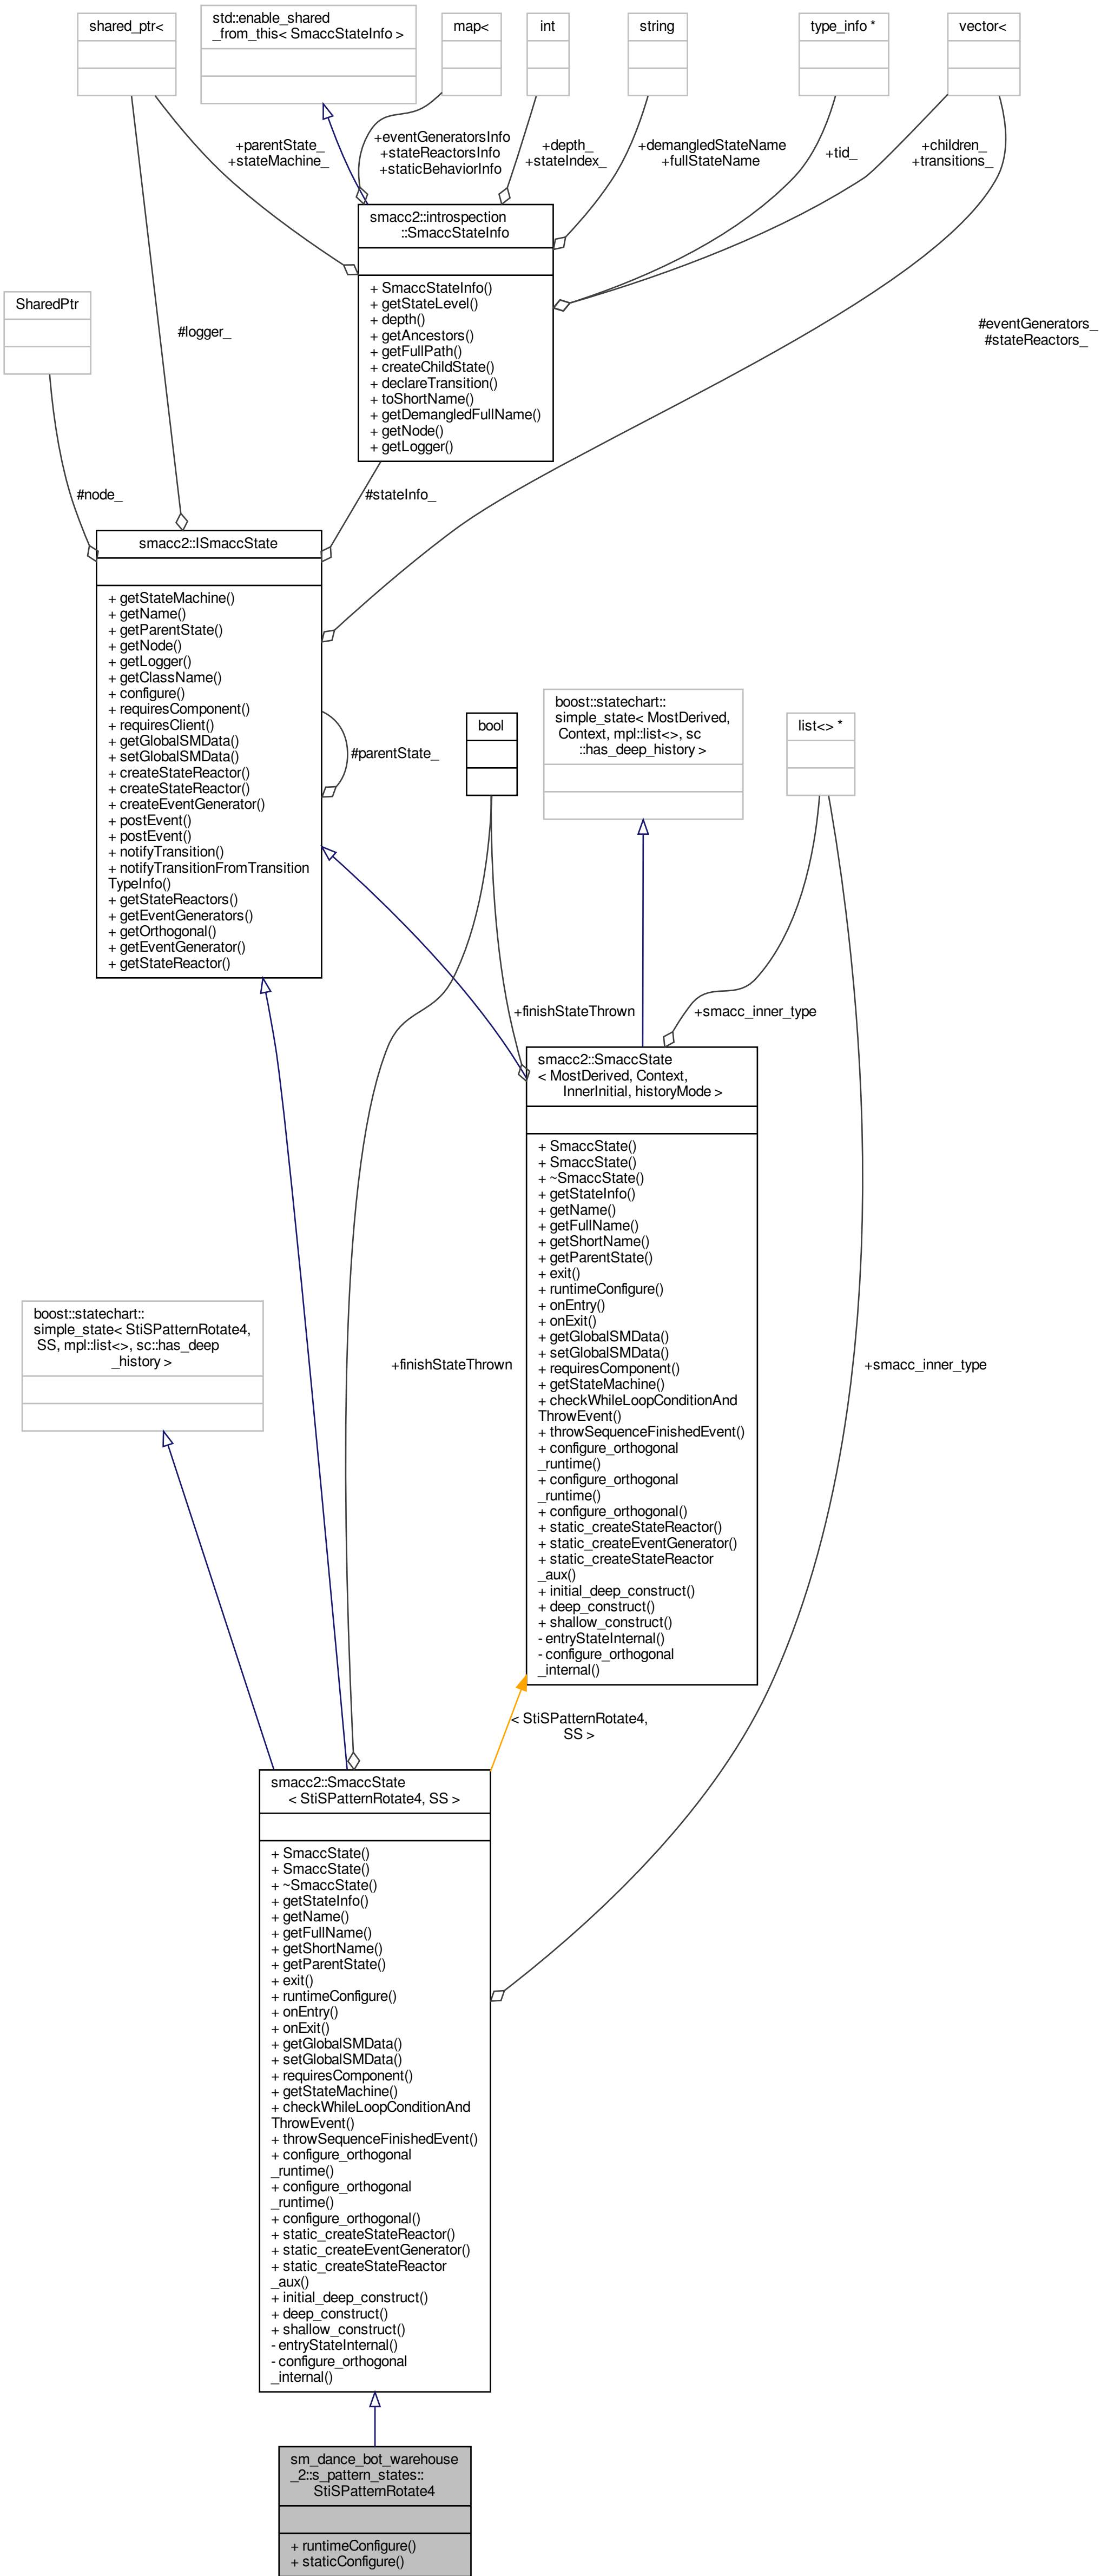 shared_ptr<
std::enable_shared
_from_this< SmaccStateInfo >
map<
int
string
type_info *
vector<
+parentState_
+stateMachine_
+eventGeneratorsInfo
+stateReactorsInfo
+staticBehaviorInfo
+depth_
+stateIndex_
+demangledStateName
+fullStateName
+tid_
+children_
+transitions_
smacc2::introspection
::SmaccStateInfo
+ SmaccStateInfo()
+ getStateLevel()
+ depth()
+ getAncestors()
+ getFullPath()
+ createChildState()
+ declareTransition()
+ toShortName()
+ getDemangledFullName()
+ getNode()
+ getLogger()
SharedPtr
#logger_
#eventGenerators_
#stateReactors_
#node_
#stateInfo_
smacc2::ISmaccState
+ getStateMachine()
+ getName()
+ getParentState()
+ getNode()
+ getLogger()
+ getClassName()
+ configure()
+ requiresComponent()
+ requiresClient()
+ getGlobalSMData()
+ setGlobalSMData()
+ createStateReactor()
+ createStateReactor()
+ createEventGenerator()
+ postEvent()
+ postEvent()
+ notifyTransition()
+ notifyTransitionFromTransition
TypeInfo()
+ getStateReactors()
+ getEventGenerators()
+ getOrthogonal()
+ getEventGenerator()
+ getStateReactor()
#parentState_
bool
boost::statechart::
simple_state< MostDerived,
Context, mpl::list<>, sc
::has_deep_history >
list<> *
+finishStateThrown
+smacc_inner_type
smacc2::SmaccState
< MostDerived, Context,
InnerInitial, historyMode >
+ SmaccState()
+ SmaccState()
+ ~SmaccState()
+ getStateInfo()
+ getName()
+ getFullName()
+ getShortName()
+ getParentState()
+ exit()
+ runtimeConfigure()
+ onEntry()
+ onExit()
+ getGlobalSMData()
+ setGlobalSMData()
+ requiresComponent()
+ getStateMachine()
+ checkWhileLoopConditionAnd
ThrowEvent()
+ throwSequenceFinishedEvent()
+ configure_orthogonal
_runtime()
+ configure_orthogonal
_runtime()
+ configure_orthogonal()
+ static_createStateReactor()
+ static_createEventGenerator()
+ static_createStateReactor
_aux()
+ initial_deep_construct()
+ deep_construct()
+ shallow_construct()
- entryStateInternal()
- configure_orthogonal
_internal()
boost::statechart::
simple_state< StiSPatternRotate4,
SS, mpl::list<>, sc::has_deep
_history >
+finishStateThrown
+smacc_inner_type
< StiSPatternRotate4,
SS >
smacc2::SmaccState
< StiSPatternRotate4, SS >
+ SmaccState()
+ SmaccState()
+ ~SmaccState()
+ getStateInfo()
+ getName()
+ getFullName()
+ getShortName()
+ getParentState()
+ exit()
+ runtimeConfigure()
+ onEntry()
+ onExit()
+ getGlobalSMData()
+ setGlobalSMData()
+ requiresComponent()
+ getStateMachine()
+ checkWhileLoopConditionAnd
ThrowEvent()
+ throwSequenceFinishedEvent()
+ configure_orthogonal
_runtime()
+ configure_orthogonal
_runtime()
+ configure_orthogonal()
+ static_createStateReactor()
+ static_createEventGenerator()
+ static_createStateReactor
_aux()
+ initial_deep_construct()
+ deep_construct()
+ shallow_construct()
- entryStateInternal()
- configure_orthogonal
_internal()
sm_dance_bot_warehouse
_2::s_pattern_states::
StiSPatternRotate4
+ runtimeConfigure()
+ staticConfigure()